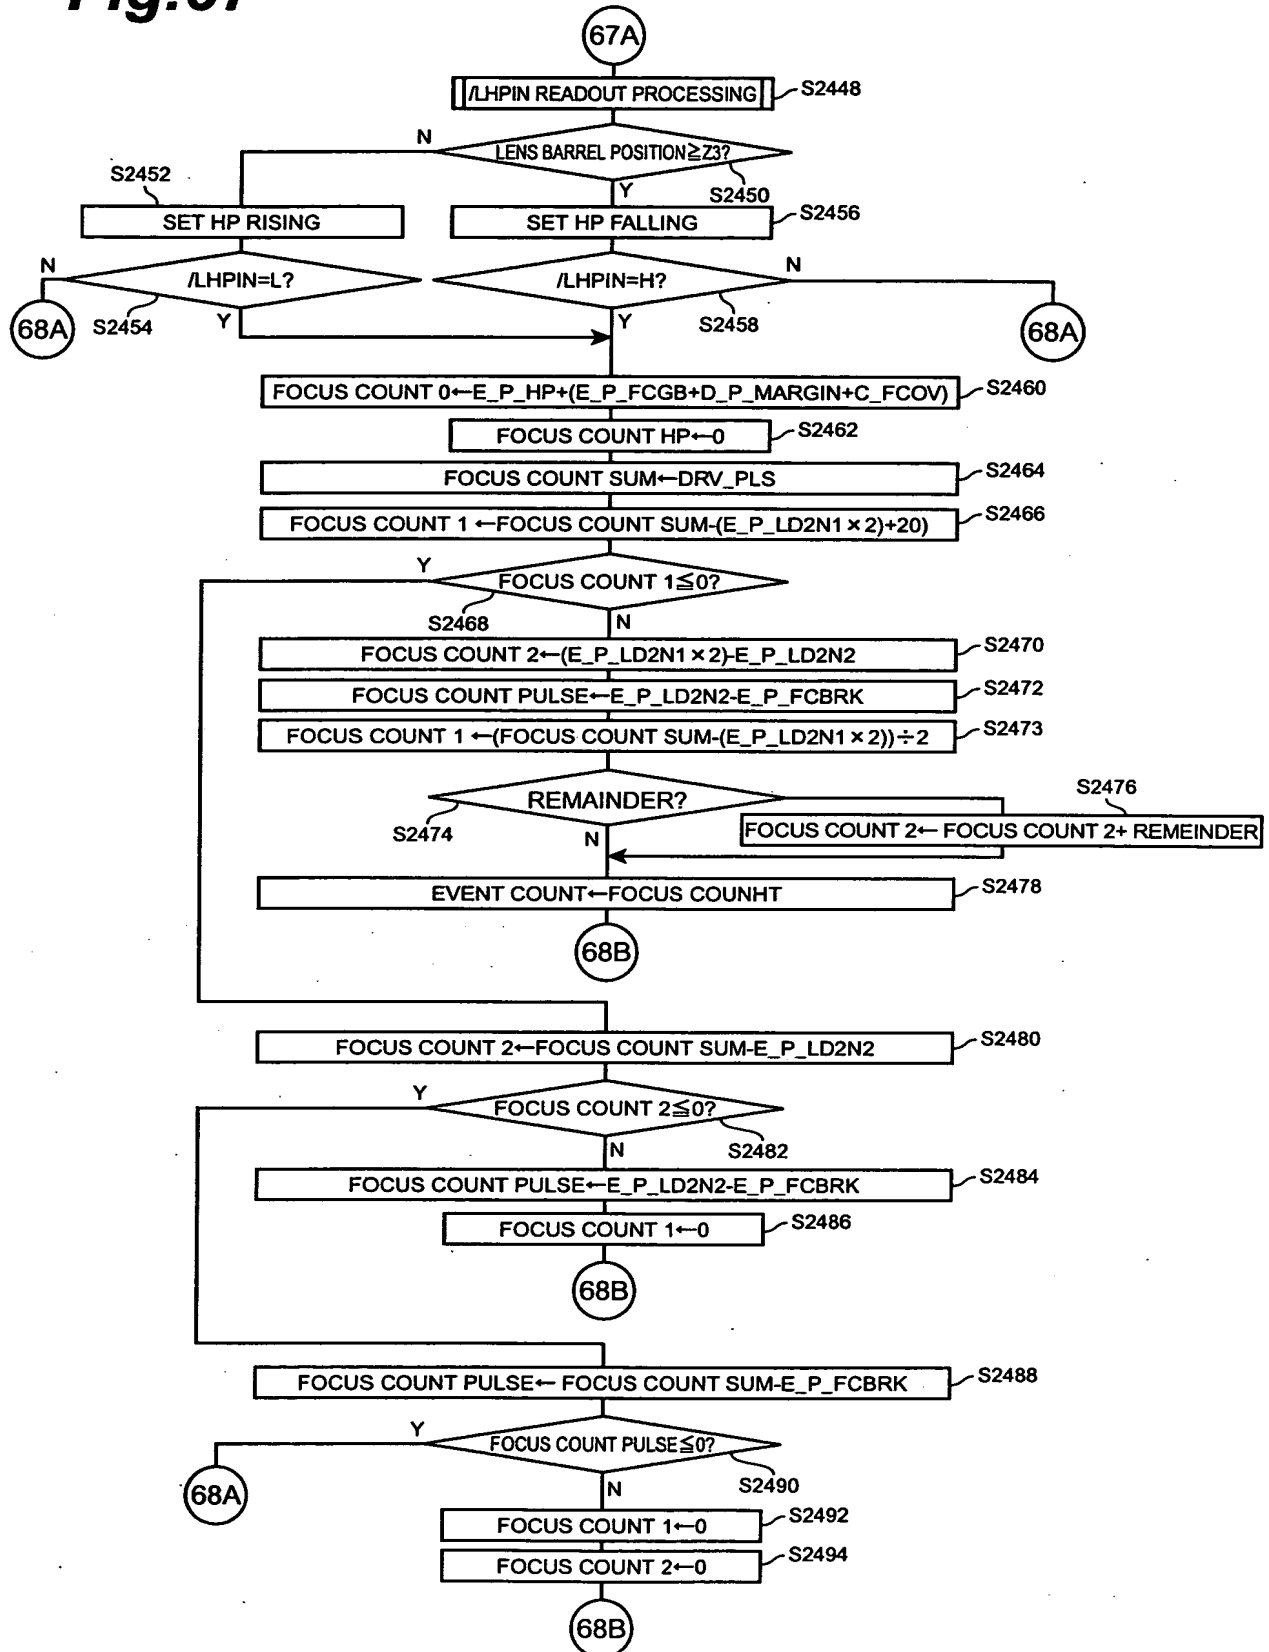 Fig.67
67A
/LHPIN READOUT PROCESSING
S2448
N
LENS BARREL POSITION≧Z3?
S2450
Y
S2452
SET HP RISING
SET HP FALLING
S2456
N
/LHPIN=L?
/LHPIN=H?
N
68A
S2454
Y
Y
S2458
68A
FOCUS COUNT 0←E_P_HP+(E_P_FCGB+D_P_MARGIN+C_FCOV)
S2460
FOCUS COUNT HP←0
S2462
FOCUS COUNT SUM←DRV_PLS
S2464
FOCUS COUNT 1 ←FOCUS COUNT SUM-(E_P_LD2N1×2)+20)
S2466
Y
FOCUS COUNT 1≦0?
S2468
N
FOCUS COUNT 2←(E_P_LD2N1×2)-E_P_LD2N2
S2470
FOCUS COUNT PULSE←E_P_LD2N2-E_P_FCBRK
S2472
FOCUS COUNT 1 ←(FOCUS COUNT SUM-(E_P_LD2N1×2))÷2
S2473
REMAINDER?
S2474
N
S2476
FOCUS COUNT 2← FOCUS COUNT 2+ REMEINDER
EVENT COUNT←FOCUS COUNHT
S2478
68B
FOCUS COUNT 2←FOCUS COUNT SUM-E_P_LD2N2
S2480
Y
FOCUS COUNT 2≦0?
S2482
N
FOCUS COUNT PULSE←E_P_LD2N2-E_P_FCBRK
S2484
FOCUS COUNT 1←0
S2486
68B
FOCUS COUNT PULSE← FOCUS COUNT SUM-E_P_FCBRK
S2488
Y
FOCUS COUNT PULSE≦0?
S2490
68A
N
FOCUS COUNT 1←0
S2492
FOCUS COUNT 2←0
S2494
68B